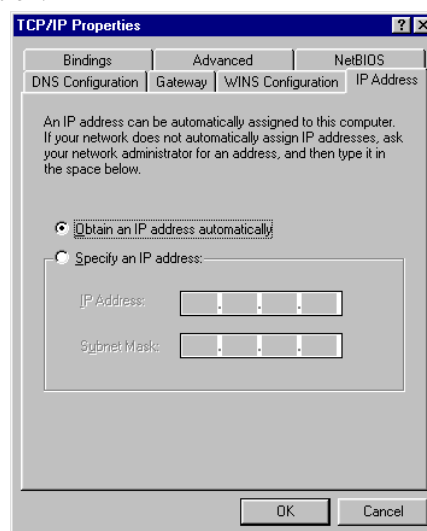 TCP/IP Properties
Bindings Advanced NetBIOS
DNS Configuration Gateway WINS Configuration IP Address
An IP address can be automatically assigned to this computer.
If your network does not automatically assign IP addresses, ask
your network administrator for an address, and then type it in
the space below.
Obtain an IP address automatically
Specify an IP address:
IP Address:
Subnet Mask:
OK Cancel